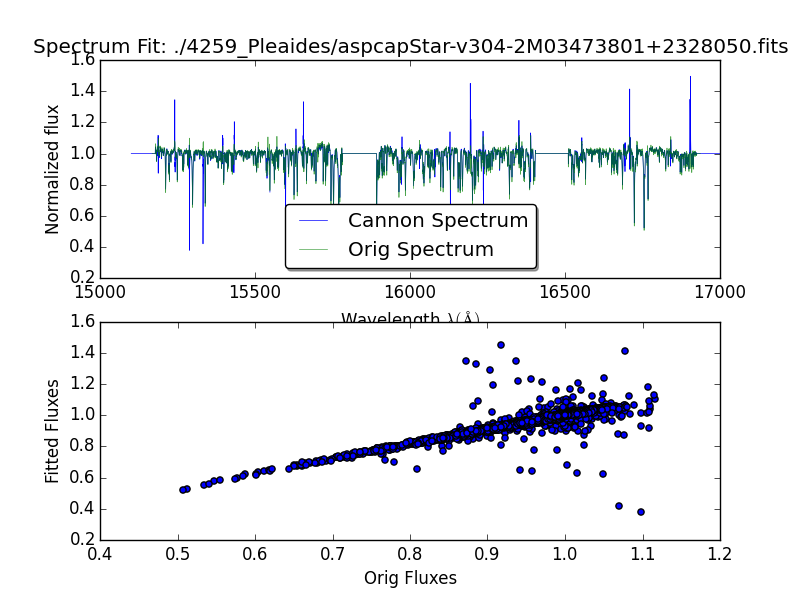 Spectrum Fit: ./4259_Pleaides/aspcapStar-v304-2M03473801+2328050.fits
1.6
1.4
1.2
1.0
0.8
0.6
0.4
0.2
Normalized flux
Cannon Spectrum
Orig Spectrum
15000 15500 16000 16500 17000
Wavelength λ(Å)
1.6
1.4
1.2
1.0
0.8
0.6
0.4
0.2
Fitted Fluxes
0.4 0.5 0.6 0.7 0.8 0.9 1.0 1.1 1.2
Orig Fluxes